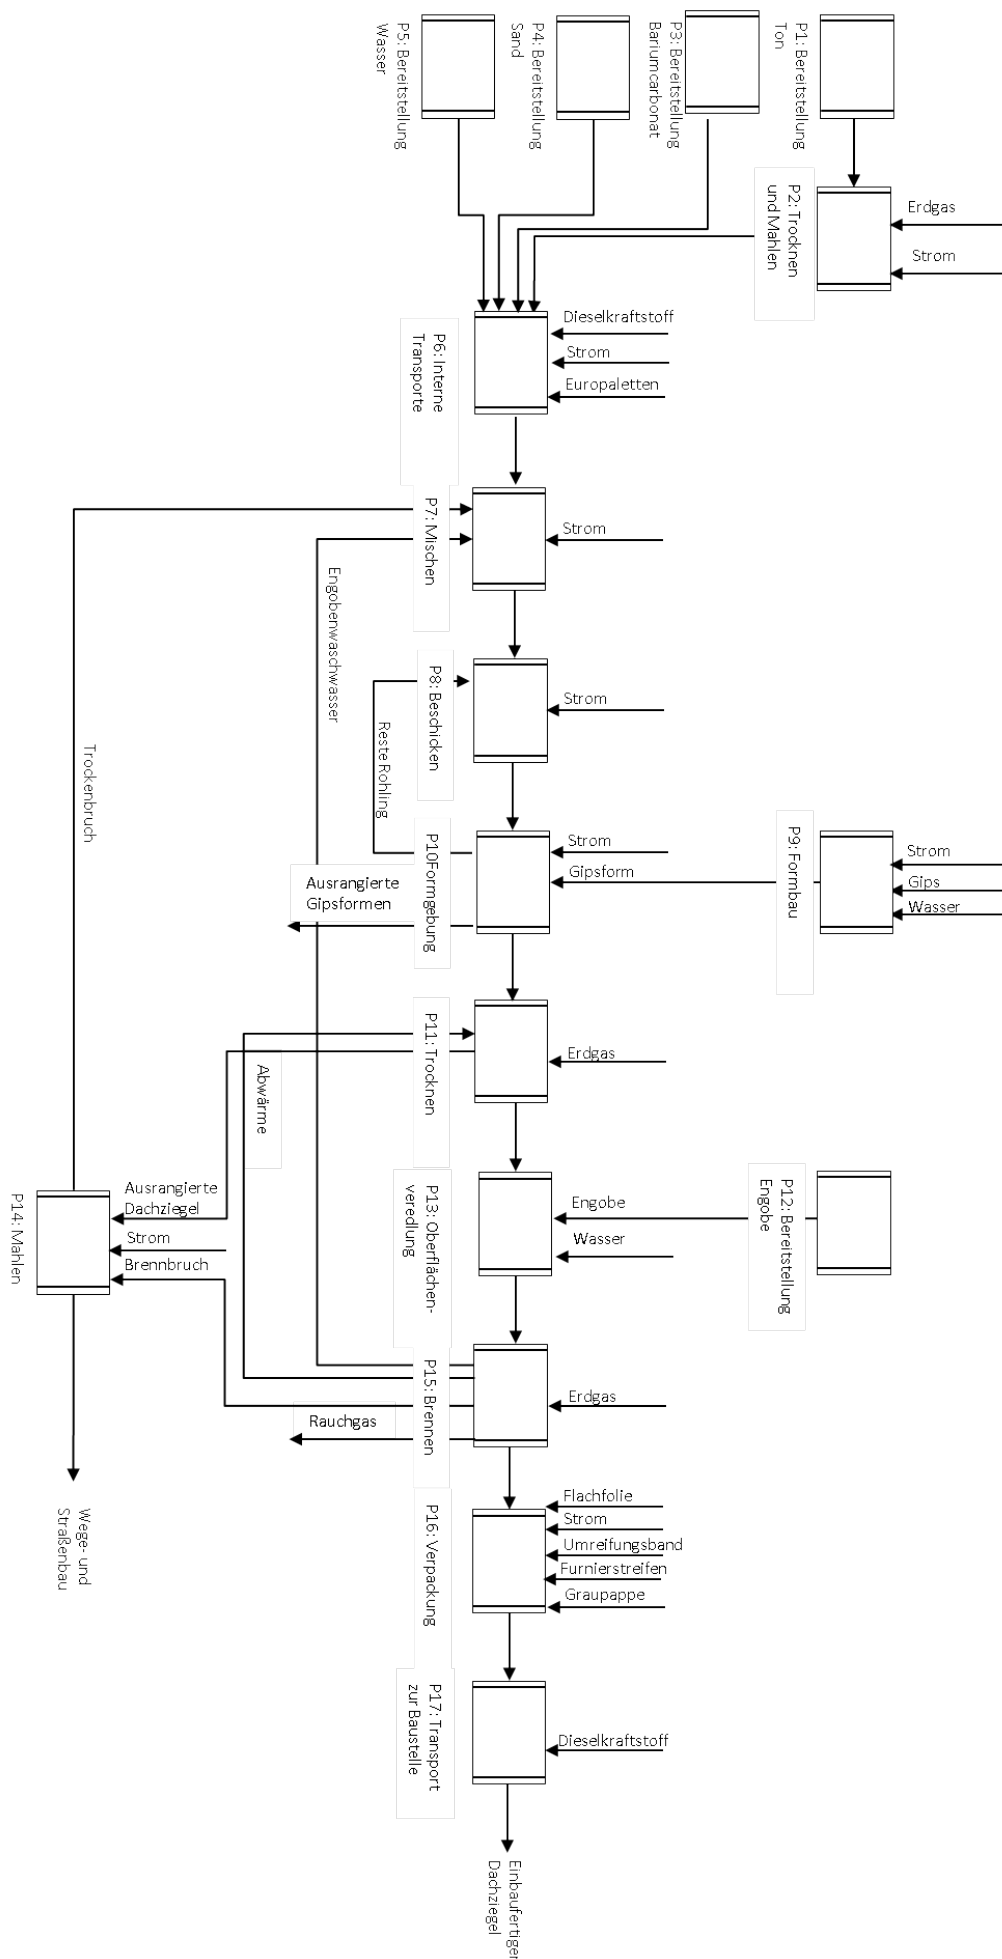 P5: Bereitstellung
Wasser
P4: Bereitstellung
Sand
P3: Bereitstellung
Bariumcarbonat
P1: Bereitstellung
Ton
P2: Trocknen
und Mahlen
Erdgas
Strom
P6: Interne
Transporte
Dieselkraftstoff
Strom
Europaletten
P7: Mischen
Strom
Engobenwaschwasser
P8: Beschicken
Strom
Reste Rohling
Trockenbruch
P10Formgebung
Strom
Gipsform
Ausrangierte
Gipsformen
P9: Formbau
Strom
Gips
Wasser
P11: Trocknen
Erdgas
Abwärme
P13: Oberflächen-
veredlung
Engobe
Wasser
P12: Bereitstellung
Engobe
P14: Mahlen
Ausrangierte
Dachziegel
Strom
Brennbruch
P15: Brennen
Erdgas
Rauchgas
Wege- und
Straßenbau
P16: Verpackung
Flachfolie
Strom
Umreifungsband
Furnierstreifen
Graupappe
P17: Transport
zur Baustelle
Dieselkraftstoff
Einbaufertiger
Dachziegel